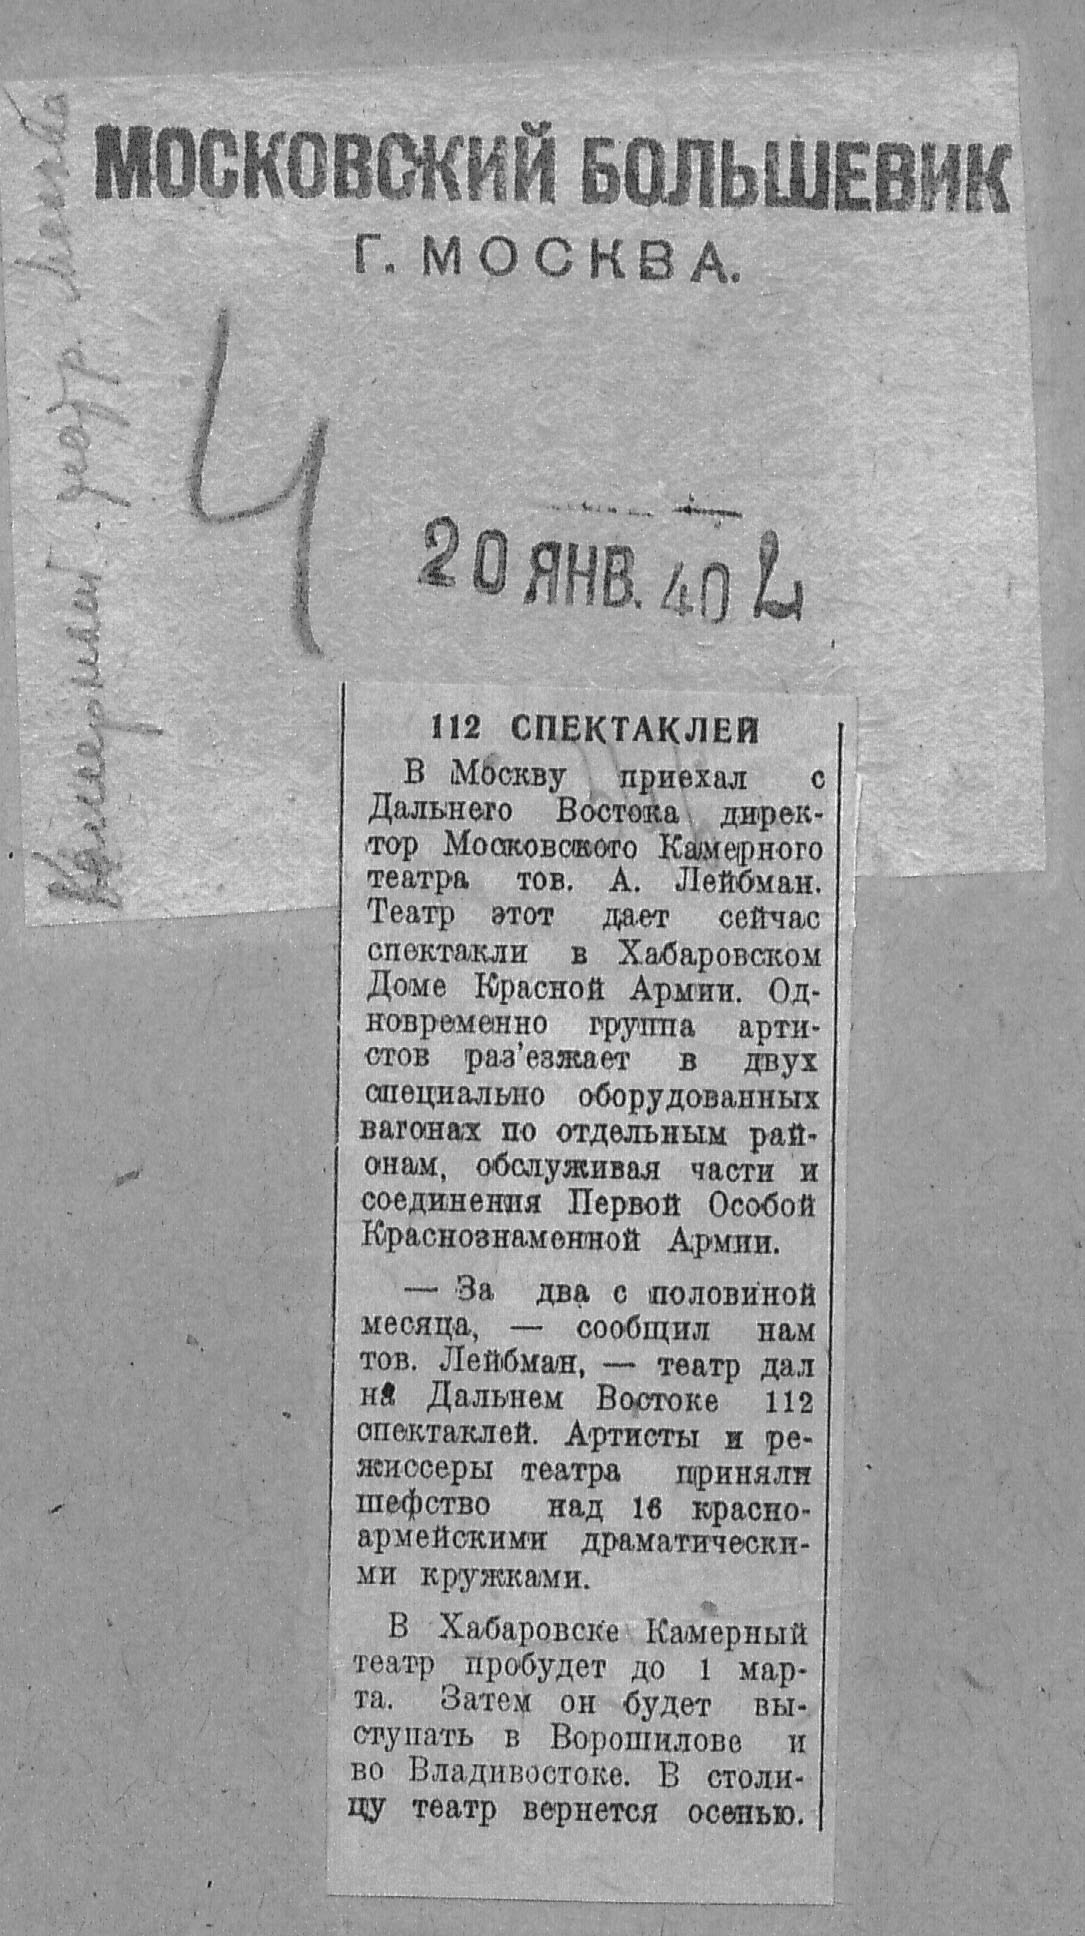 МОСКОВСКИЙ БОЛЬШЕВИК
Г. МОСКВА.
4
20 ЯНВ. 40
112 СПЕКТАКЛЕЙ
В Москву приехал с
Дальнего Востока дирек-
тор Московского Камерного
театра тов. А. Лейбман.
Театр этот дает сейчас
спектакли в Хабаровском
Доме Красной Армии. Од-
новременно группа арти-
стов раз’езжает в двух
специально оборудованных
вагонах по отдельным рай-
онам, обслуживая части и
соединения Первой Особой
Краснознаменной Армии.
— За два с половиной
месяца, — сообщил нам
тов. Лейбман, — театр дал
на Дальнем Востоке 112
спектаклей. Артисты и ре-
жиссеры театра приняли
шефство над 16 красно-
армейскими драматически-
ми кружками.
В Хабаровске Камерный
театр пробудет до 1 мар-
та. Затем он будет вы-
ступать в Ворошилове и
во Владивостоке. В столи-
цу театр вернется осенью.